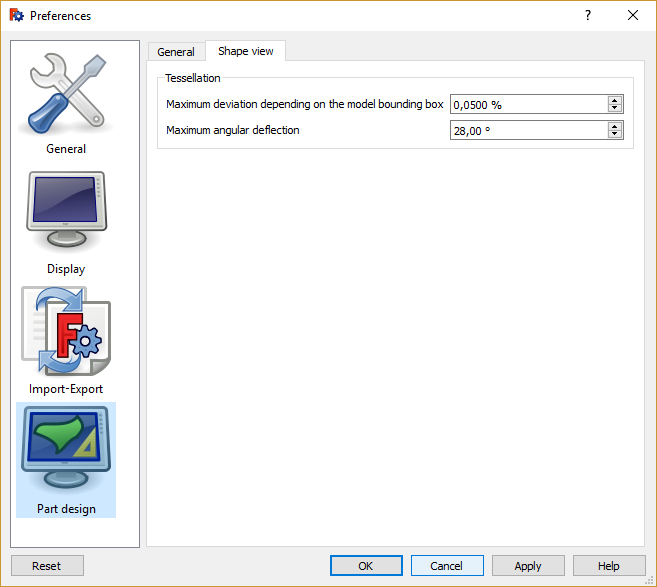 Preferences
General
Display
Import-Export
Part design
General Shape view
Tessellation
Maximum deviation depending on the model bounding box 0,0500 %
Maximum angular deflection 28,00 °
Reset OK Cancel Apply Help